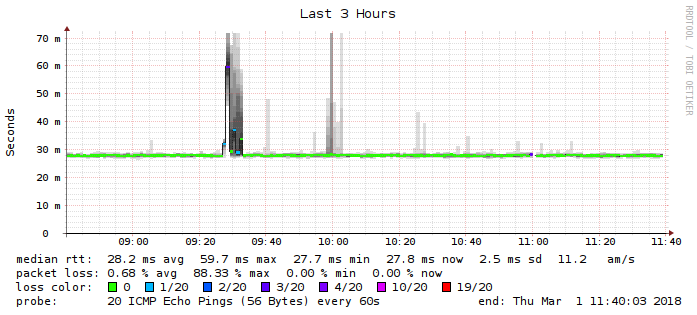 Last 3 Hours
RRDTOOL / TOBI OETIKER
Seconds
70 m
60 m
50 m
40 m
30 m
20 m
10 m
0
09:00 09:20 09:40 10:00 10:20 10:40 11:00 11:20 11:40
median rtt: 28.2 ms avg 59.7 ms max 27.7 ms min 27.8 ms now 2.5 ms sd 11.2 am/s
packet loss: 0.68 % avg 88.33 % max 0.00 % min 0.00 % now
loss color: 0 1/20 2/20 3/20 4/20 10/20 19/20
probe: 20 ICMP Echo Pings (56 Bytes) every 60s end: Thu Mar 1 11:40:03 2018